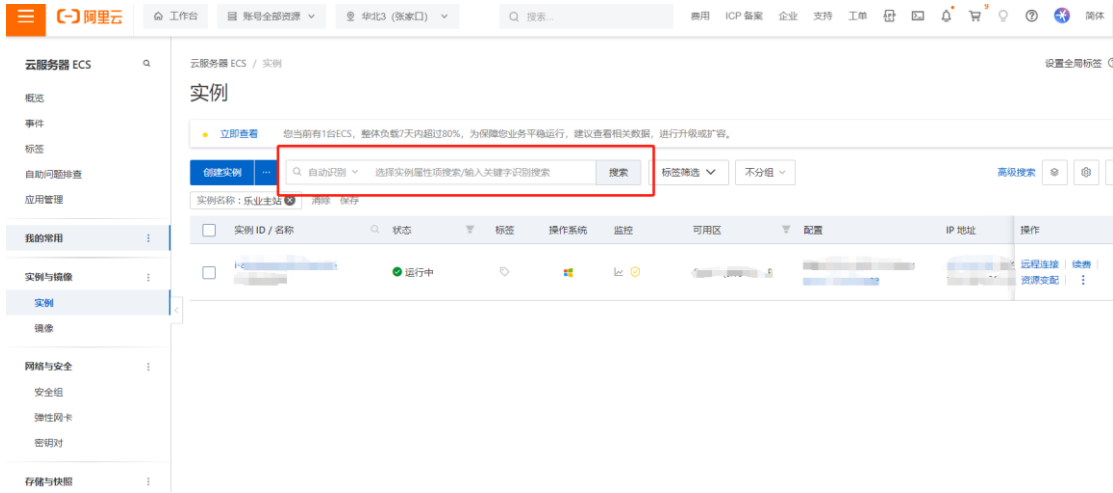 阿里云 工作台 账号全部资源 华北3 (张家口) 搜索... 费用 ICP 备案 企业 支持 工单 9 简体
云服务器 ECS
概览
事件
标签
自助问题排查
应用管理
我的常用
实例与镜像
实例
镜像
网络与安全
安全组
弹性网卡
密钥对
存储与快照
云服务器 ECS / 实例 设置全局标签
实例
立即查看 您当前有1台ECS，整体负载7天内超过80%，为保障您业务平稳运行，建议查看相关数据，进行升级或扩容。
创建实例 ... 自动识别 选择实例属性项搜索/输入关键字识别搜索 搜索 标签筛选 不分组 高级搜索
实例名称：乐业主站 清除 保存
实例 ID / 名称 状态 标签 操作系统 监控 可用区 配置 IP 地址 操作
运行中 远程连接 续费
资源变配